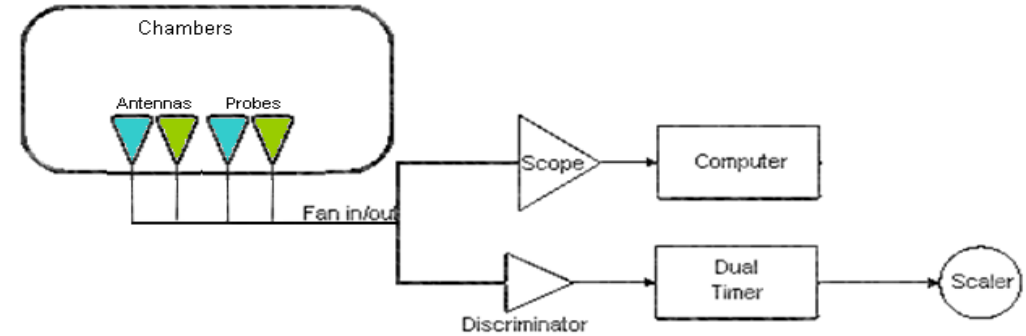 Chambers
Antennas
Probes
Fan in/out
Scope
Computer
Discriminator
Dual
Timer
Scaler